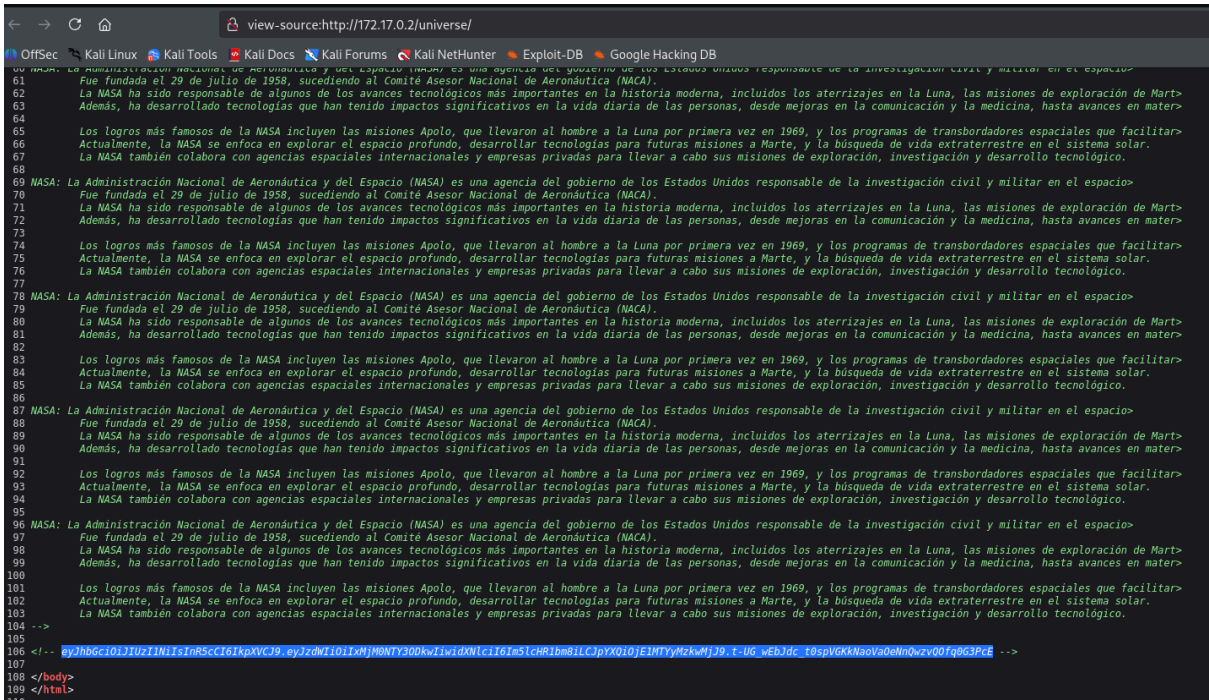 view-source:http://172.17.0.2/universe/
OffSec Kali Linux Kali Tools Kali Docs Kali Forums Kali NetHunter Exploit-DB Google Hacking DB
60 NASA: La Administración Nacional de Aeronáutica y del Espacio (NASA) es una agencia del gobierno de los Estados Unidos responsable de la investigación civil y militar en el espacio>
61 Fue fundada el 29 de julio de 1958, sucediendo al Comité Asesor Nacional de Aeronáutica (NACA).
62 La NASA ha sido responsable de algunos de los avances tecnológicos más importantes en la historia moderna, incluidos los aterrizajes en la Luna, las misiones de exploración de Mart>
63 Además, ha desarrollado tecnologías que han tenido impactos significativos en la vida diaria de las personas, desde mejoras en la comunicación y la medicina, hasta avances en mater>
64
65 Los logros más famosos de la NASA incluyen las misiones Apolo, que llevaron al hombre a la Luna por primera vez en 1969, y los programas de transbordadores espaciales que facilitar>
66 Actualmente, la NASA se enfoca en explorar el espacio profundo, desarrollar tecnologías para futuras misiones a Marte, y la búsqueda de vida extraterrestre en el sistema solar.
67 La NASA también colabora con agencias espaciales internacionales y empresas privadas para llevar a cabo sus misiones de exploración, investigación y desarrollo tecnológico.
68
69 NASA: La Administración Nacional de Aeronáutica y del Espacio (NASA) es una agencia del gobierno de los Estados Unidos responsable de la investigación civil y militar en el espacio>
70 Fue fundada el 29 de julio de 1958, sucediendo al Comité Asesor Nacional de Aeronáutica (NACA).
71 La NASA ha sido responsable de algunos de los avances tecnológicos más importantes en la historia moderna, incluidos los aterrizajes en la Luna, las misiones de exploración de Mart>
72 Además, ha desarrollado tecnologías que han tenido impactos significativos en la vida diaria de las personas, desde mejoras en la comunicación y la medicina, hasta avances en mater>
73
74 Los logros más famosos de la NASA incluyen las misiones Apolo, que llevaron al hombre a la Luna por primera vez en 1969, y los programas de transbordadores espaciales que facilitar>
75 Actualmente, la NASA se enfoca en explorar el espacio profundo, desarrollar tecnologías para futuras misiones a Marte, y la búsqueda de vida extraterrestre en el sistema solar.
76 La NASA también colabora con agencias espaciales internacionales y empresas privadas para llevar a cabo sus misiones de exploración, investigación y desarrollo tecnológico.
77
78 NASA: La Administración Nacional de Aeronáutica y del Espacio (NASA) es una agencia del gobierno de los Estados Unidos responsable de la investigación civil y militar en el espacio>
79 Fue fundada el 29 de julio de 1958, sucediendo al Comité Asesor Nacional de Aeronáutica (NACA).
80 La NASA ha sido responsable de algunos de los avances tecnológicos más importantes en la historia moderna, incluidos los aterrizajes en la Luna, las misiones de exploración de Mart>
81 Además, ha desarrollado tecnologías que han tenido impactos significativos en la vida diaria de las personas, desde mejoras en la comunicación y la medicina, hasta avances en mater>
82
83 Los logros más famosos de la NASA incluyen las misiones Apolo, que llevaron al hombre a la Luna por primera vez en 1969, y los programas de transbordadores espaciales que facilitar>
84 Actualmente, la NASA se enfoca en explorar el espacio profundo, desarrollar tecnologías para futuras misiones a Marte, y la búsqueda de vida extraterrestre en el sistema solar.
85 La NASA también colabora con agencias espaciales internacionales y empresas privadas para llevar a cabo sus misiones de exploración, investigación y desarrollo tecnológico.
86
87 NASA: La Administración Nacional de Aeronáutica y del Espacio (NASA) es una agencia del gobierno de los Estados Unidos responsable de la investigación civil y militar en el espacio>
88 Fue fundada el 29 de julio de 1958, sucediendo al Comité Asesor Nacional de Aeronáutica (NACA).
89 La NASA ha sido responsable de algunos de los avances tecnológicos más importantes en la historia moderna, incluidos los aterrizajes en la Luna, las misiones de exploración de Mart>
90 Además, ha desarrollado tecnologías que han tenido impactos significativos en la vida diaria de las personas, desde mejoras en la comunicación y la medicina, hasta avances en mater>
91
92 Los logros más famosos de la NASA incluyen las misiones Apolo, que llevaron al hombre a la Luna por primera vez en 1969, y los programas de transbordadores espaciales que facilitar>
93 Actualmente, la NASA se enfoca en explorar el espacio profundo, desarrollar tecnologías para futuras misiones a Marte, y la búsqueda de vida extraterrestre en el sistema solar.
94 La NASA también colabora con agencias espaciales internacionales y empresas privadas para llevar a cabo sus misiones de exploración, investigación y desarrollo tecnológico.
95
96 NASA: La Administración Nacional de Aeronáutica y del Espacio (NASA) es una agencia del gobierno de los Estados Unidos responsable de la investigación civil y militar en el espacio>
97 Fue fundada el 29 de julio de 1958, sucediendo al Comité Asesor Nacional de Aeronáutica (NACA).
98 La NASA ha sido responsable de algunos de los avances tecnológicos más importantes en la historia moderna, incluidos los aterrizajes en la Luna, las misiones de exploración de Mart>
99 Además, ha desarrollado tecnologías que han tenido impactos significativos en la vida diaria de las personas, desde mejoras en la comunicación y la medicina, hasta avances en mater>
100
101 Los logros más famosos de la NASA incluyen las misiones Apolo, que llevaron al hombre a la Luna por primera vez en 1969, y los programas de transbordadores espaciales que facilitar>
102 Actualmente, la NASA se enfoca en explorar el espacio profundo, desarrollar tecnologías para futuras misiones a Marte, y la búsqueda de vida extraterrestre en el sistema solar.
103 La NASA también colabora con agencias espaciales internacionales y empresas privadas para llevar a cabo sus misiones de exploración, investigación y desarrollo tecnológico.
104 -->
105
106 <!-- eyJhbGciOiJIUzI1NiIsInR5cCI6IkpXVCJ9.eyJzdWIiOiIxMjM0NTY3ODkwIiwidXNlciI6Im5lcHR1bm8iLCJpYXQiOjE1MTYyMzkwMjJ9.t-UG_wEbJdc_t0spVGKkNaoVaOeNnQwzvQOfq0G3PcE -->
107
108 </body>
109 </html>
110